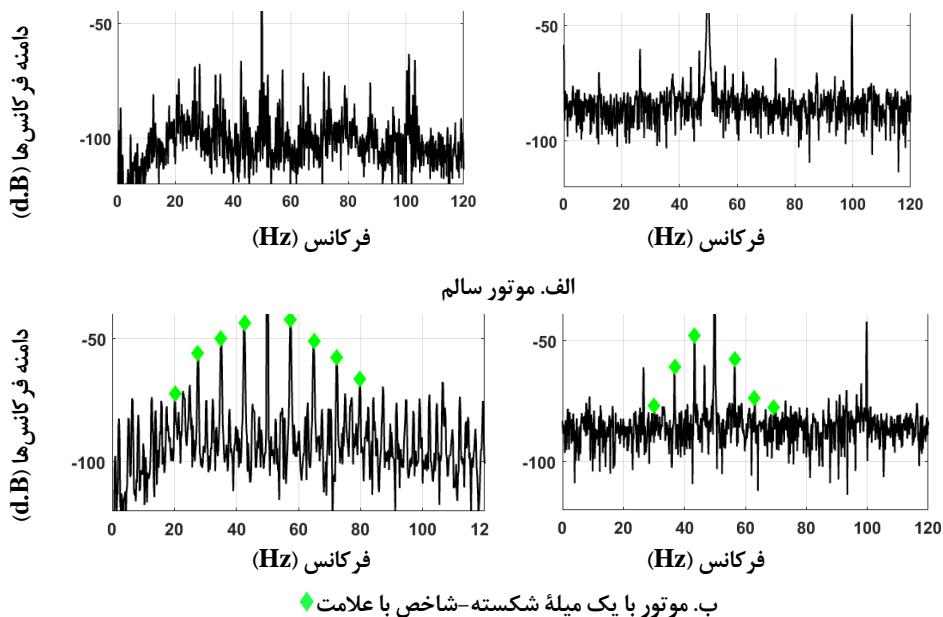 دامنه فرکانس‌ها (d.B)
-50
-100
0 20 40 60 80 100 120
فرکانس (Hz)
-50
-100
0 20 40 60 80 100 120
فرکانس (Hz)
الف. موتور سالم
دامنه فرکانس‌ها (d.B)
-50
-100
0 20 40 60 80 100 120
فرکانس (Hz)
-50
-100
0 20 40 60 80 100 120
فرکانس (Hz)
ب. موتور با یک میلهٔ شکسته-شاخص با علامت